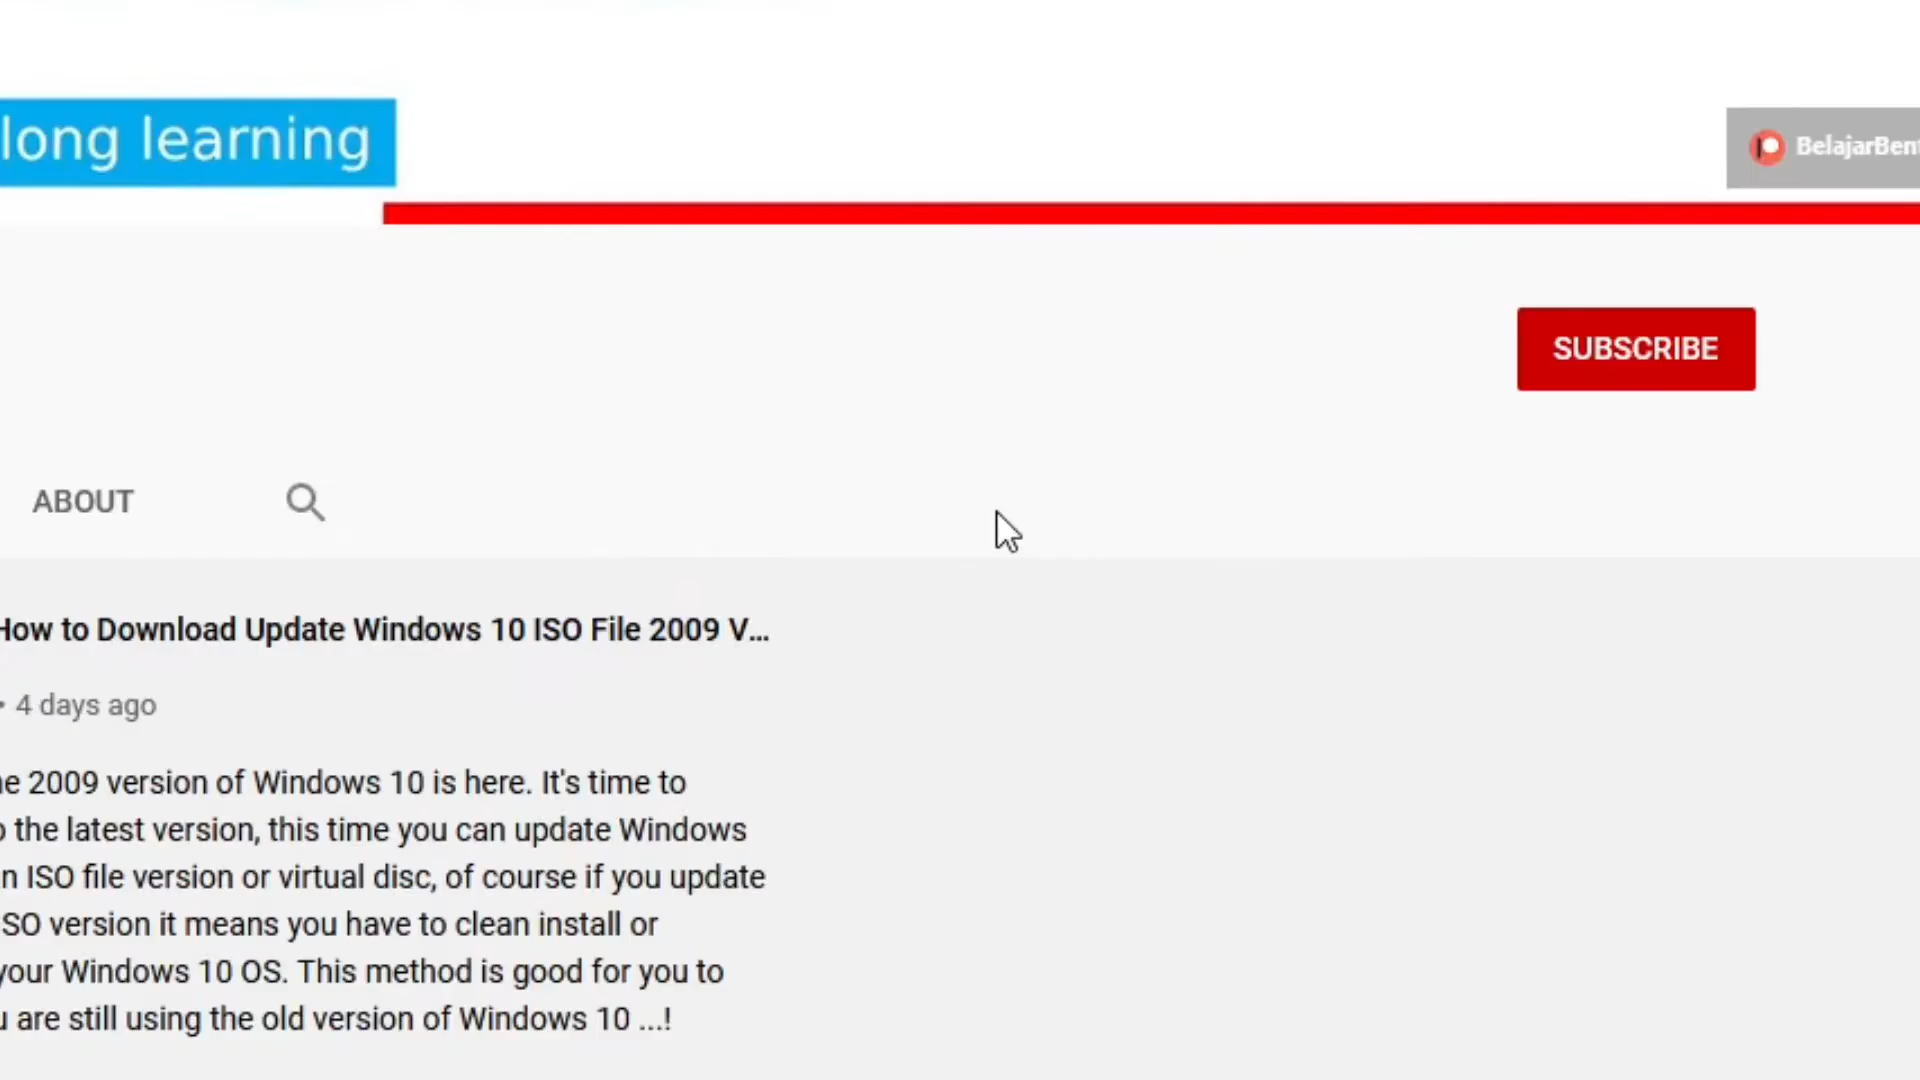 long learning
BelajarBent
SUBSCRIBE
ABOUT
How to Download Update Windows 10 ISO File 2009 V...
• 4 days ago
2009 version of Windows 10 is here. It's time to
the latest version, this time you can update Windows
ISO file version or virtual disc, of course if you update
ISO version it means you have to clean install or
your Windows 10 OS. This method is good for you to
are still using the old version of Windows 10 ...!